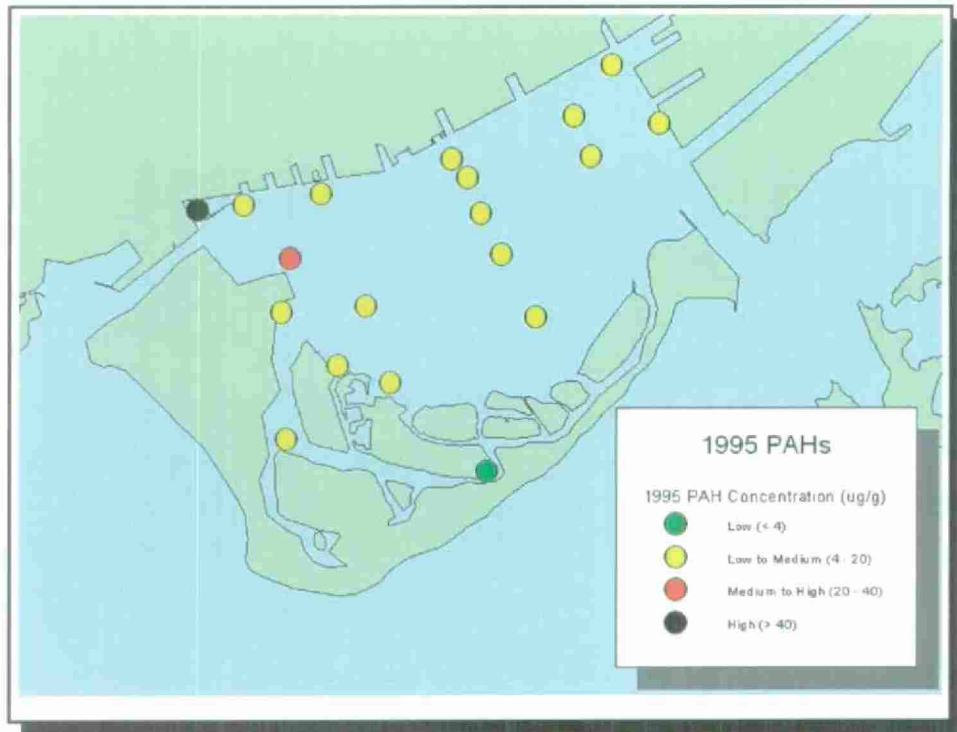 1995 PAHs
1995 PAH Concentration (ug/g)
Low (< 4)
Low to Medium (4 - 20)
Medium to High (20 - 40)
High (> 40)